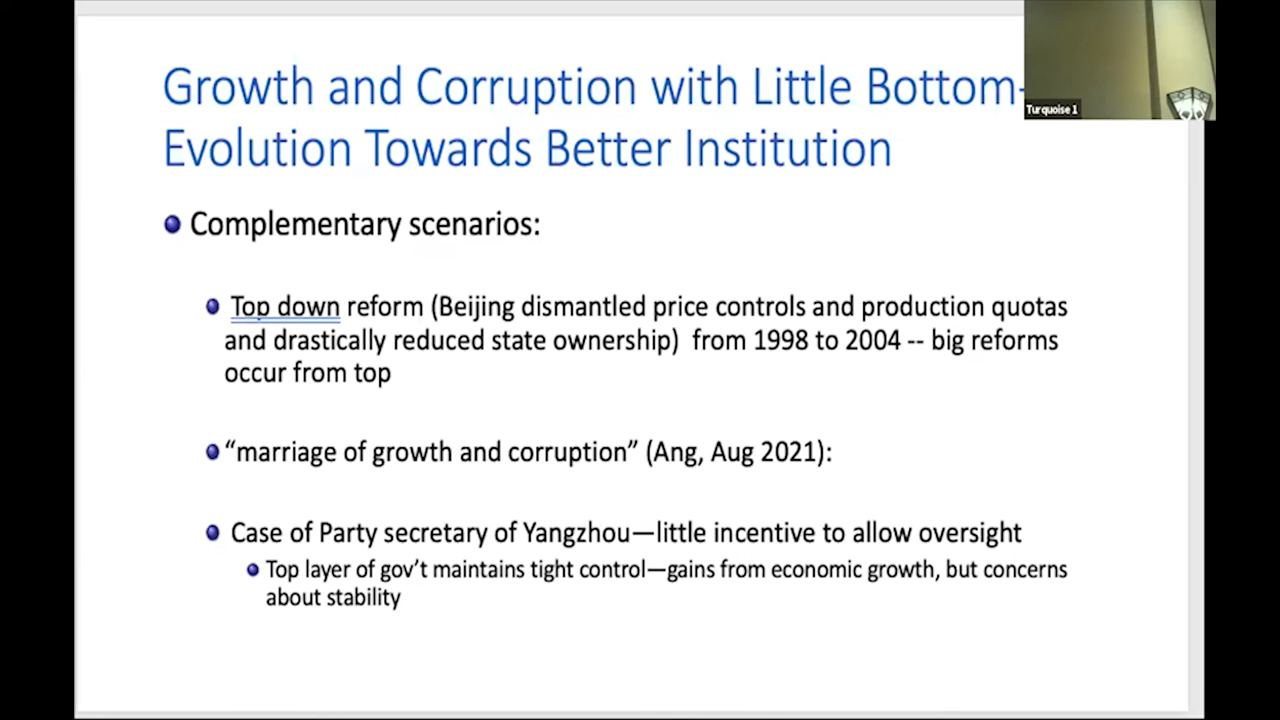 Growth and Corruption with Little Bottom-
Evolution Towards Better Institution
Complementary scenarios:
Top down reform (Beijing dismantled price controls and production quotas
and drastically reduced state ownership) from 1998 to 2004 -- big reforms
occur from top
“marriage of growth and corruption” (Ang, Aug 2021):
Case of Party secretary of Yangzhou—little incentive to allow oversight
Top layer of gov’t maintains tight control—gains from economic growth, but concerns
about stability
Turquoise 1